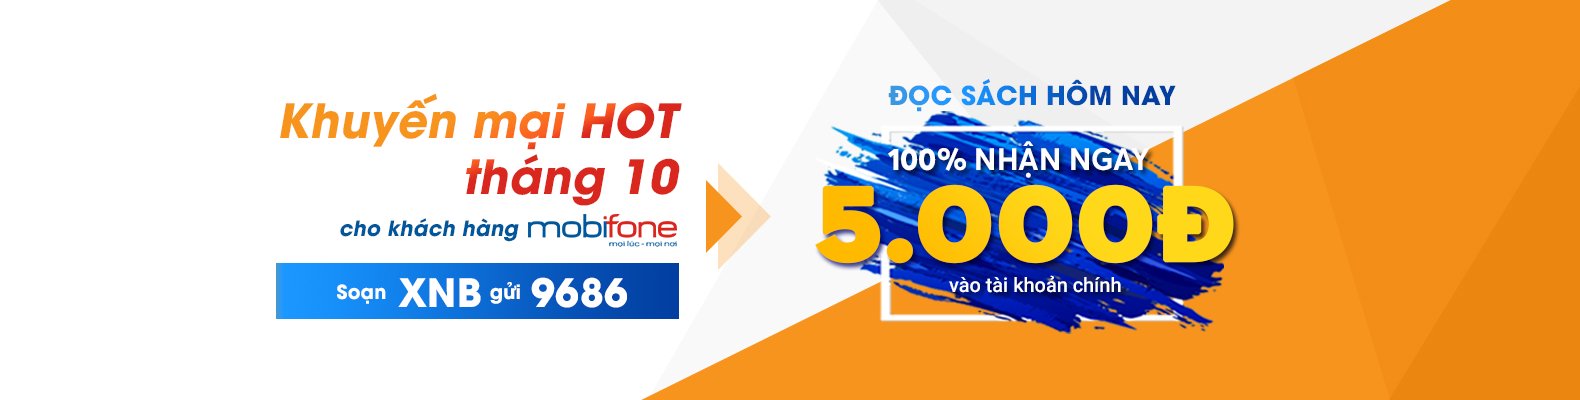 Khuyến mại HOT
tháng 10
cho khách hàng mobifone
mọi lúc - mọi nơi
Soạn XNB gửi 9686
ĐỌC SÁCH HÔM NAY
100% NHẬN NGAY
5.000Đ
vào tài khoản chính